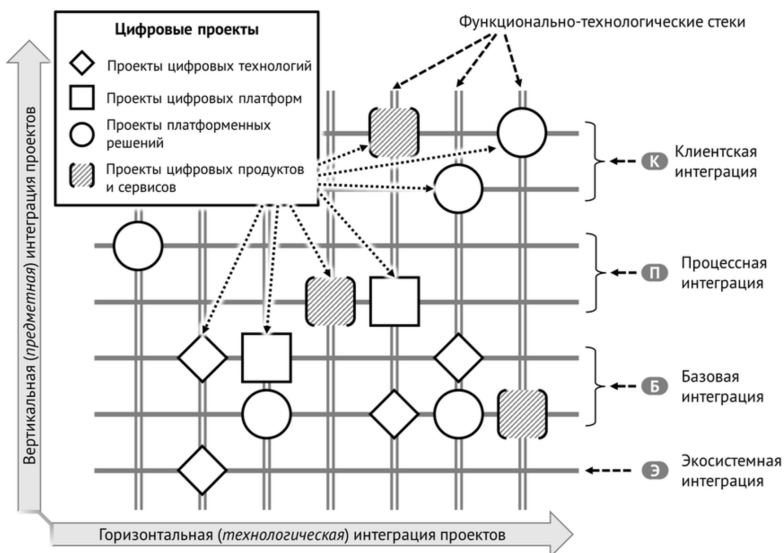 Функционально-технологические стеки
Цифровые проекты
Проекты цифровых технологий
Проекты цифровых платформ
Проекты платформенных
решений
Проекты цифровых продуктов
и сервисов
К
Клиентская
интеграция
П
Процессная
интеграция
Б
Базовая
интеграция
Э
Экосистемная
интеграция
Вертикальная (предметная) интеграция проектов
Горизонтальная (технологическая) интеграция проектов